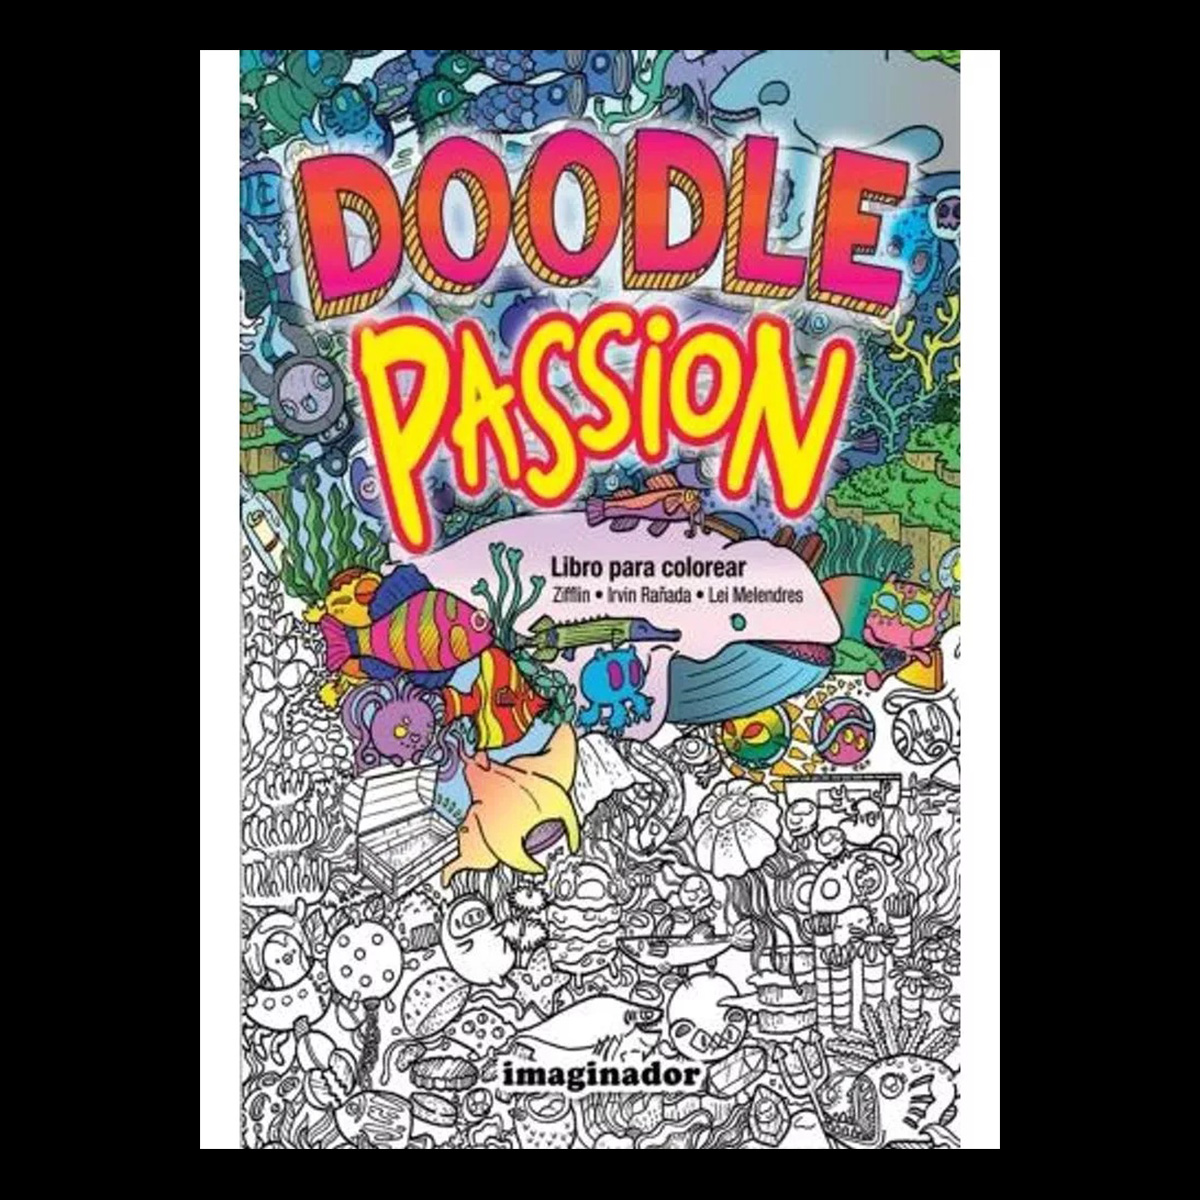 DOODLE
PASSiON
Libro para colorear
Zifflin • Irvin Rañada • Lei Melendres
imaginador